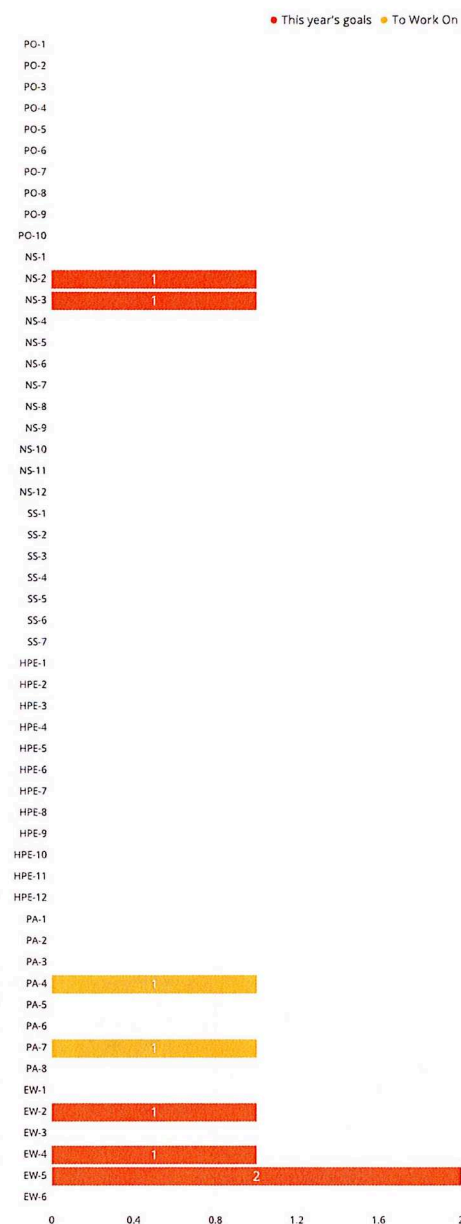 This year's goals To Work On
PO-1
PO-2
PO-3
PO-4
PO-5
PO-6
PO-7
PO-8
PO-9
PO-10
NS-1
NS-2 1
NS-3 1
NS-4
NS-5
NS-6
NS-7
NS-8
NS-9
NS-10
NS-11
NS-12
SS-1
SS-2
SS-3
SS-4
SS-5
SS-6
SS-7
HPE-1
HPE-2
HPE-3
HPE-4
HPE-5
HPE-6
HPE-7
HPE-8
HPE-9
HPE-10
HPE-11
HPE-12
PA-1
PA-2
PA-3
PA-4 1
PA-5
PA-6
PA-7 1
PA-8
EW-1
EW-2 1
EW-3
EW-4 1
EW-5 2
EW-6
0 0.4 0.8 1.2 1.6 2